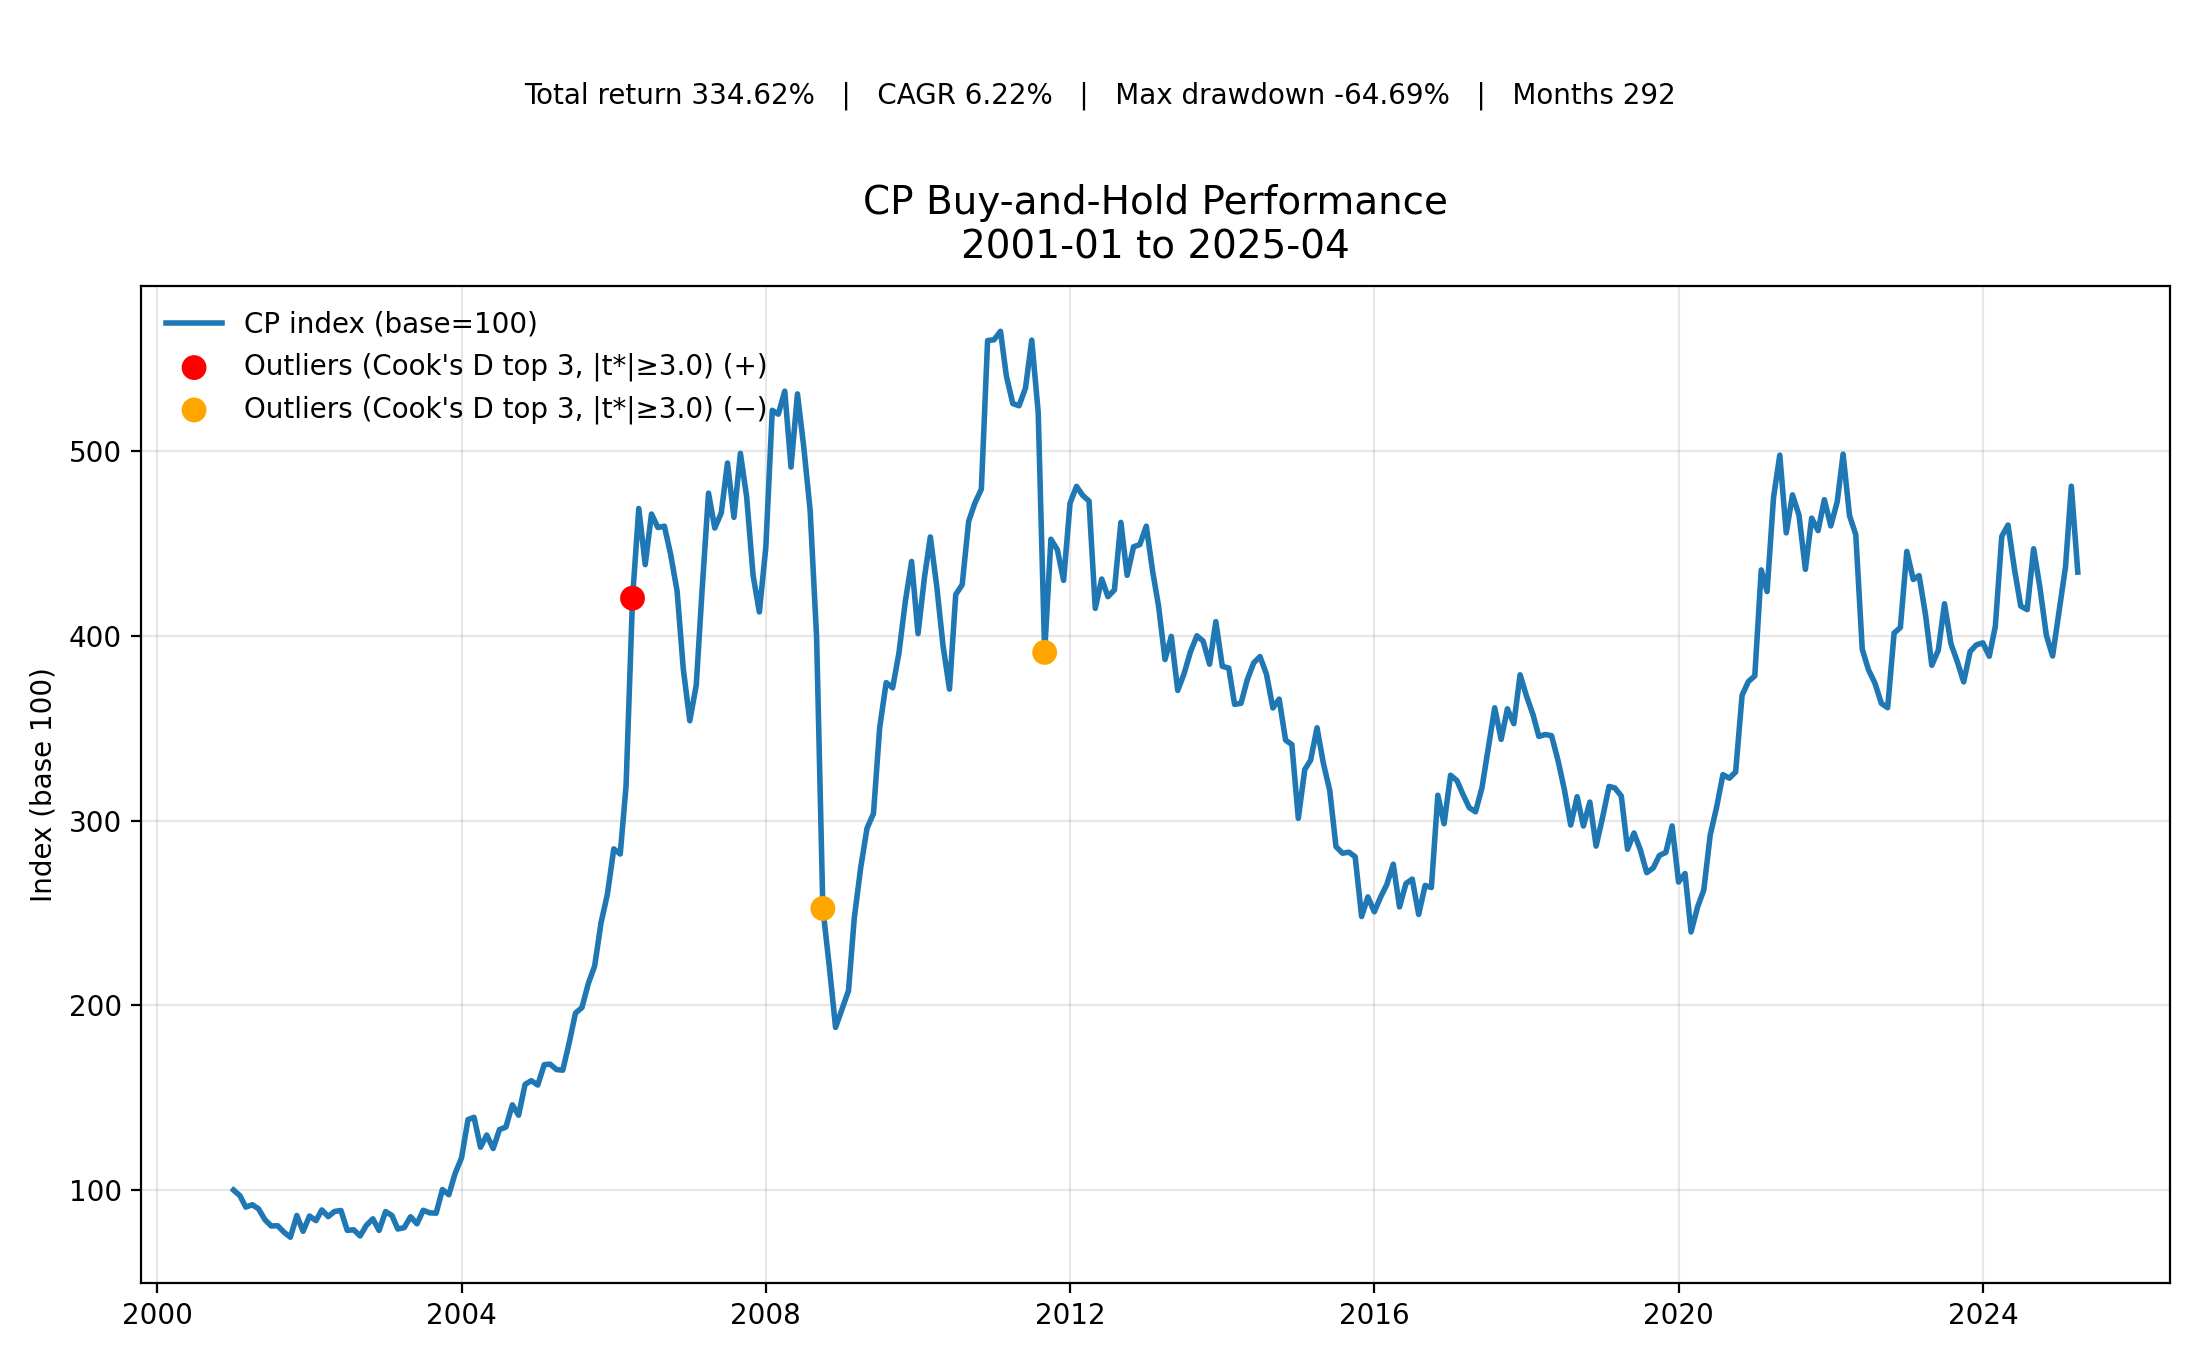 Total return 334.62%   |   CAGR 6.22%   |   Max drawdown -64.69%   |   Months 292
CP Buy-and-Hold Performance
2001-01 to 2025-04
CP index (base=100)
Outliers (Cook's D top 3, |t*|≥3.0) (+)
Outliers (Cook's D top 3, |t*|≥3.0) (−)
Index (base 100)
500
400
300
200
100
2000 2004 2008 2012 2016 2020 2024